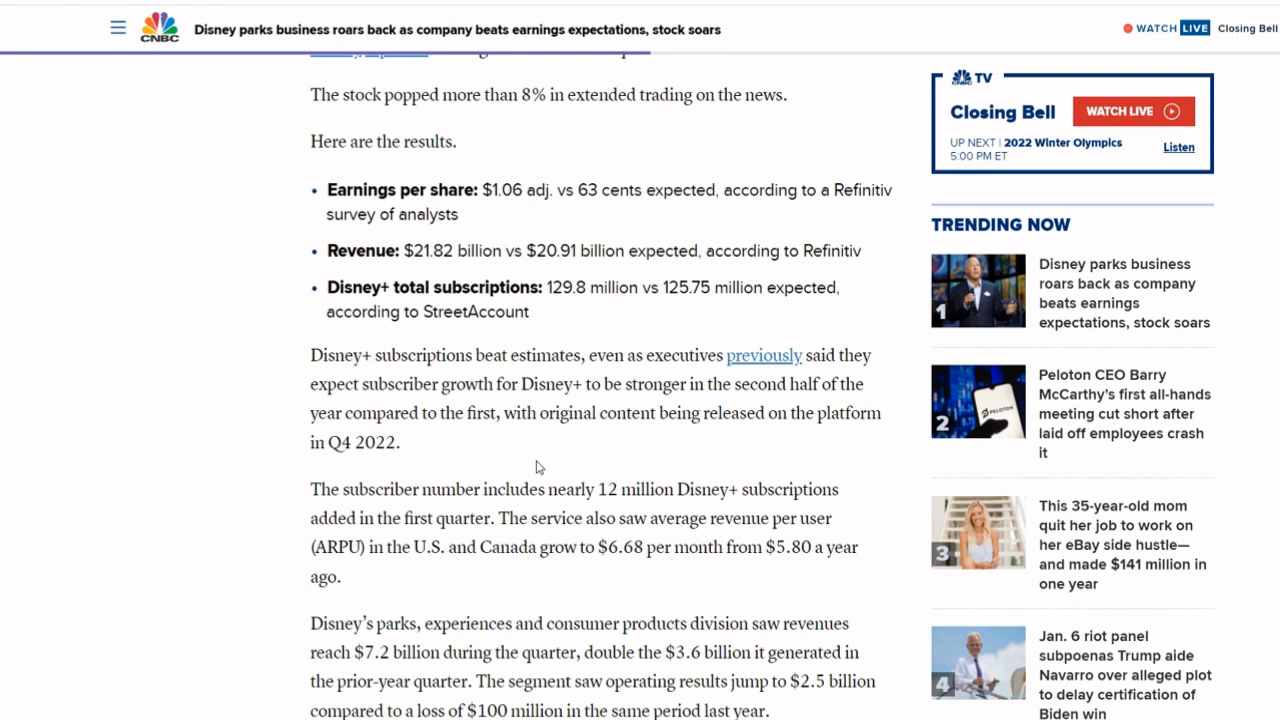 CNBC
Disney parks business roars back as company beats earnings expectations, stock soars
WATCH LIVE Closing Bell
The stock popped more than 8% in extended trading on the news.
Here are the results.
• Earnings per share: $1.06 adj. vs 63 cents expected, according to a Refinitiv
survey of analysts
• Revenue: $21.82 billion vs $20.91 billion expected, according to Refinitiv
• Disney+ total subscriptions: 129.8 million vs 125.75 million expected,
according to StreetAccount
Disney+ subscriptions beat estimates, even as executives previously said they
expect subscriber growth for Disney+ to be stronger in the second half of the
year compared to the first, with original content being released on the platform
in Q4 2022.
The subscriber number includes nearly 12 million Disney+ subscriptions
added in the first quarter. The service also saw average revenue per user
(ARPU) in the U.S. and Canada grow to $6.68 per month from $5.80 a year
ago.
Disney’s parks, experiences and consumer products division saw revenues
reach $7.2 billion during the quarter, double the $3.6 billion it generated in
the prior-year quarter. The segment saw operating results jump to $2.5 billion
compared to a loss of $100 million in the same period last year.
CNBC TV
Closing Bell
WATCH LIVE
UP NEXT | 2022 Winter Olympics
5:00 PM ET
Listen
TRENDING NOW
1
Disney parks business
roars back as company
beats earnings
expectations, stock soars
2
PELOTON
Peloton CEO Barry
McCarthy’s first all-hands
meeting cut short after
laid off employees crash
it
3
This 35-year-old mom
quit her job to work on
her eBay side hustle—
and made $141 million in
one year
4
Jan. 6 riot panel
subpoenas Trump aide
Navarro over alleged plot
to delay certification of
Biden win